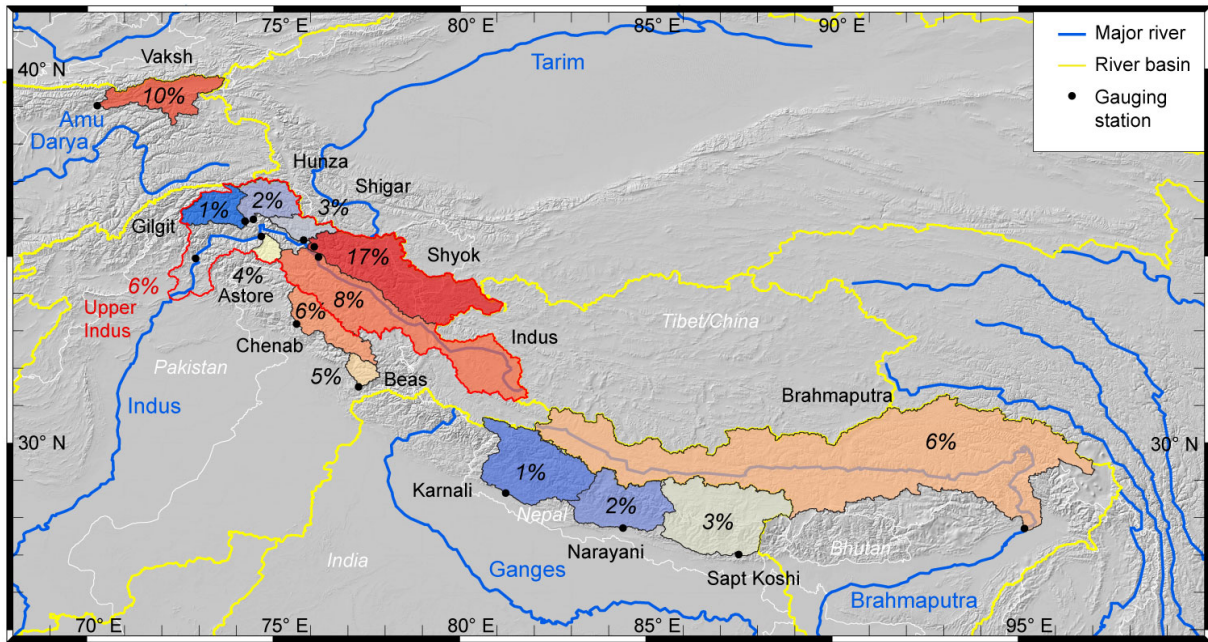 75° E 80° E 85° E 90° E
Major river
River basin
Gauging
station
40° N
Vaksh
10%
Amu
Darya
Tarim
Hunza
Shigar
2%
3%
1%
Gilgit
Shyok
17%
6%
4%
Astore
8%
Upper
Indus
6%
Chenab
Indus
Tibet/China
Pakistan
5%
Beas
Brahmaputra
Indus
30° N
6%
30° N
1%
Karnali
2%
Nepal
3%
Narayani
Bhutan
India
Ganges
Sapt Koshi
Brahmaputra
70° E 75° E 80° E 85° E 90° E 95° E